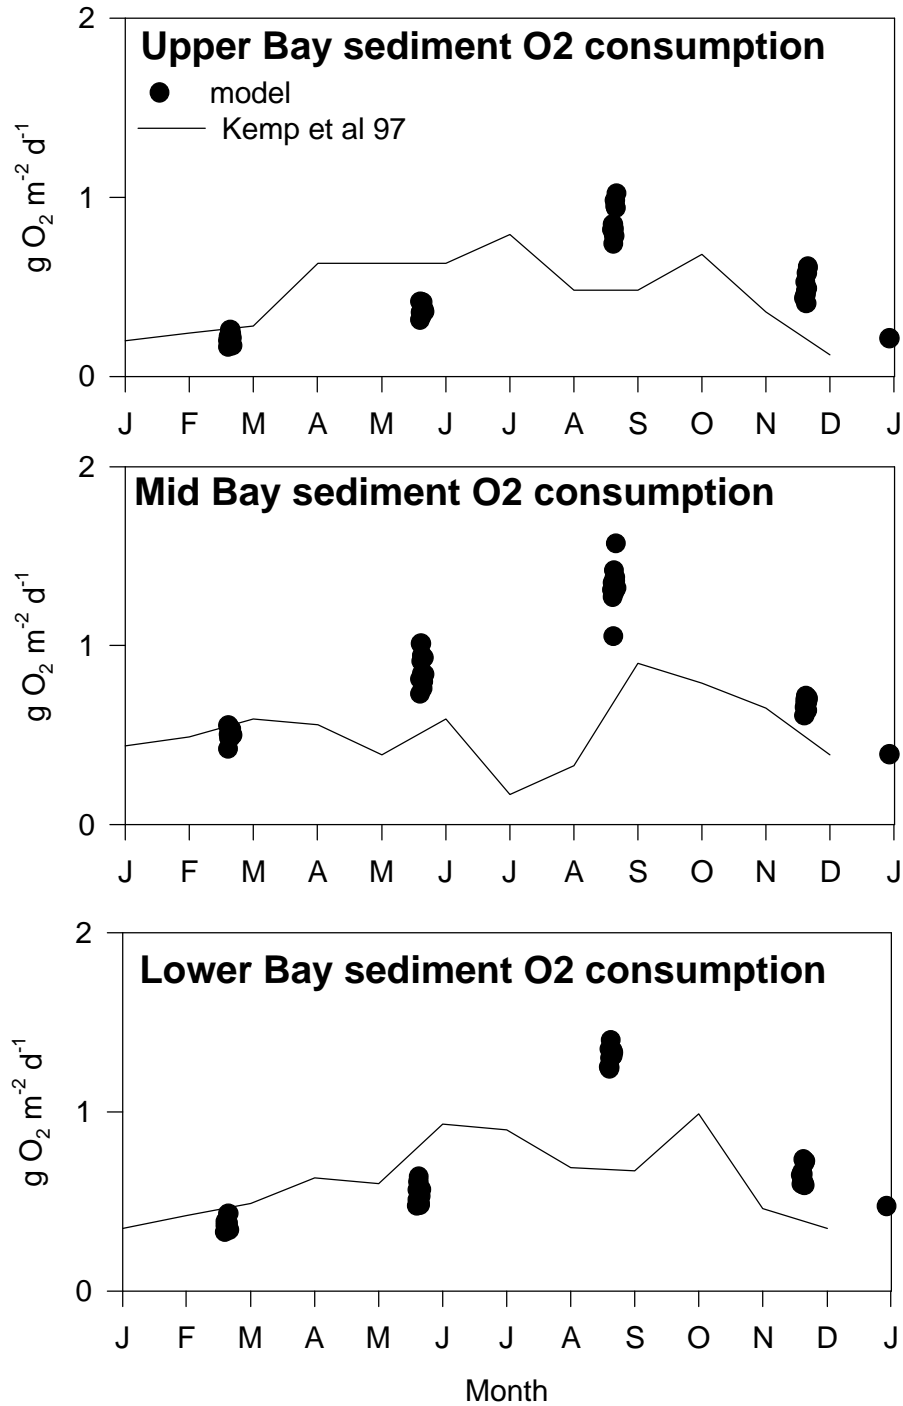 2
Upper Bay sediment O2 consumption
model
Kemp et al 97
g O₂ m⁻² d⁻¹
1
0
J F M A M J J A S O N D J
2
Mid Bay sediment O2 consumption
g O₂ m⁻² d⁻¹
1
0
J F M A M J J A S O N D J
2
Lower Bay sediment O2 consumption
g O₂ m⁻² d⁻¹
1
0
J F M A M J J A S O N D J
Month